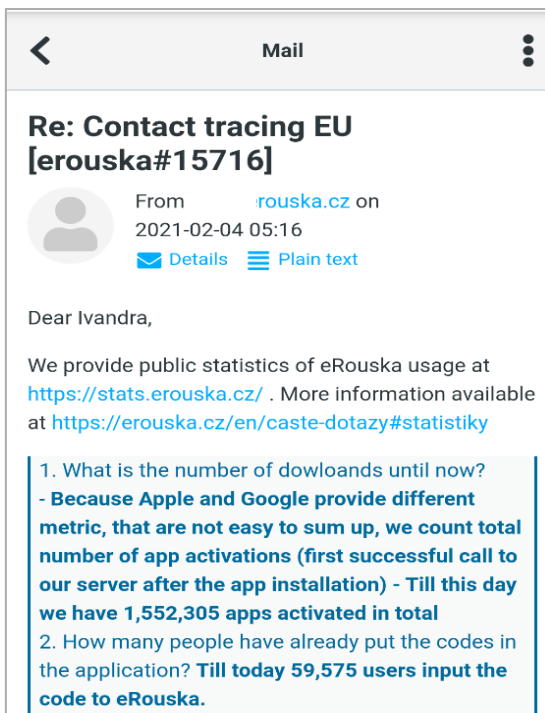 Mail
Re: Contact tracing EU
[erouska#15716]
From rouska.cz on
2021-02-04 05:16
Details Plain text
Dear Ivandra,
We provide public statistics of eRouska usage at
https://stats.erouska.cz/ . More information available
at https://erouska.cz/en/caste-dotazy#statistiky
1. What is the number of dowloands until now?
- Because Apple and Google provide different
metric, that are not easy to sum up, we count total
number of app activations (first successful call to
our server after the app installation) - Till this day
we have 1,552,305 apps activated in total
2. How many people have already put the codes in
the application? Till today 59,575 users input the
code to eRouska.